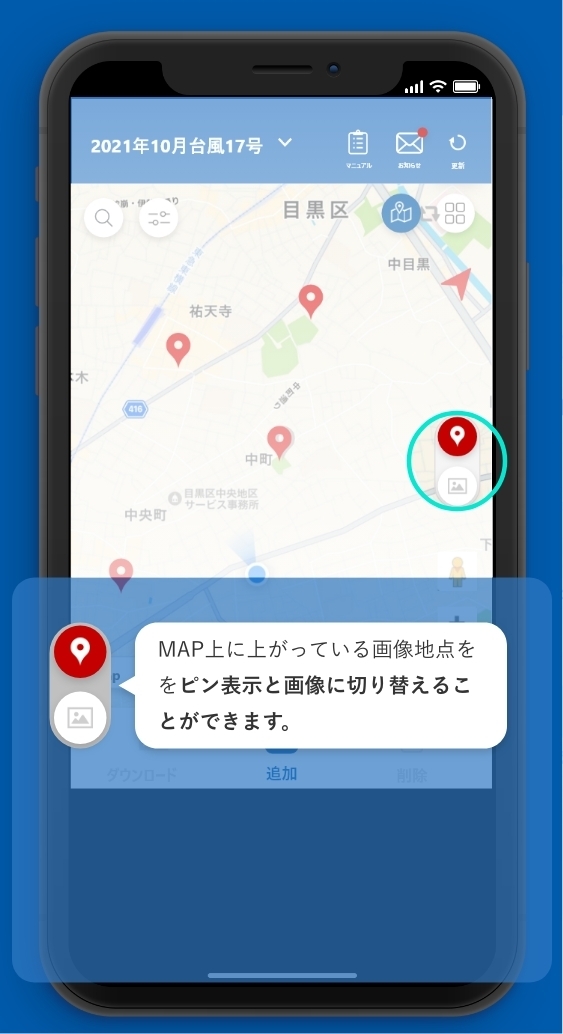 2021年10月台風17号
マニュアル
お知らせ
更新
目黒区
中目黒
祐天寺
416
中町通り
中町
目黒区中央地区
サービス事務所
中央町
下
MAP上に上がっている画像地点を
をピン表示と画像に切り替えるこ
とができます。
ダウンロード
追加
削除